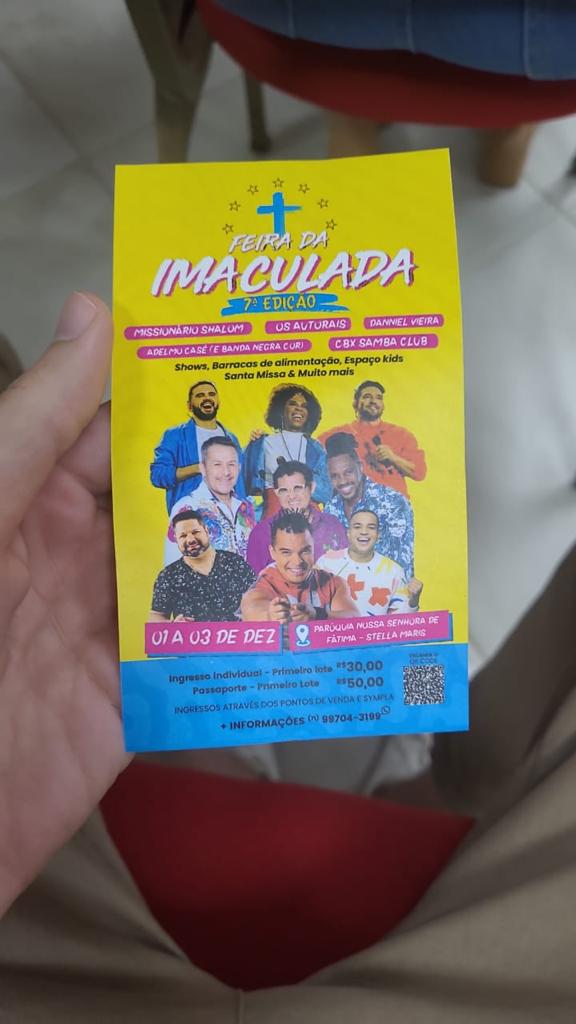 FEIRA DA
IMACULADA
7ª EDIÇÃO
MISSIONÁRIO SHALOM OS AUTORAIS DANNIEL VIEIRA
ADELMO CASÉ (E BANDA NEGRA COR) CBX SAMBA CLUB
Shows, Barracas de alimentação, Espaço kids
Santa Missa & Muito mais
01 A 03 DE DEZ
PARÓQUIA NOSSA SENHORA DE
FÁTIMA - STELLA MARIS
Ingresso Individual - Primeiro lote R$30,00
Passaporte - Primeiro Lote R$50,00
INGRESSOS ATRAVÉS DOS PONTOS DE VENDA E SYMPLA
+ INFORMAÇÕES (71) 99704-3199
QR CODE